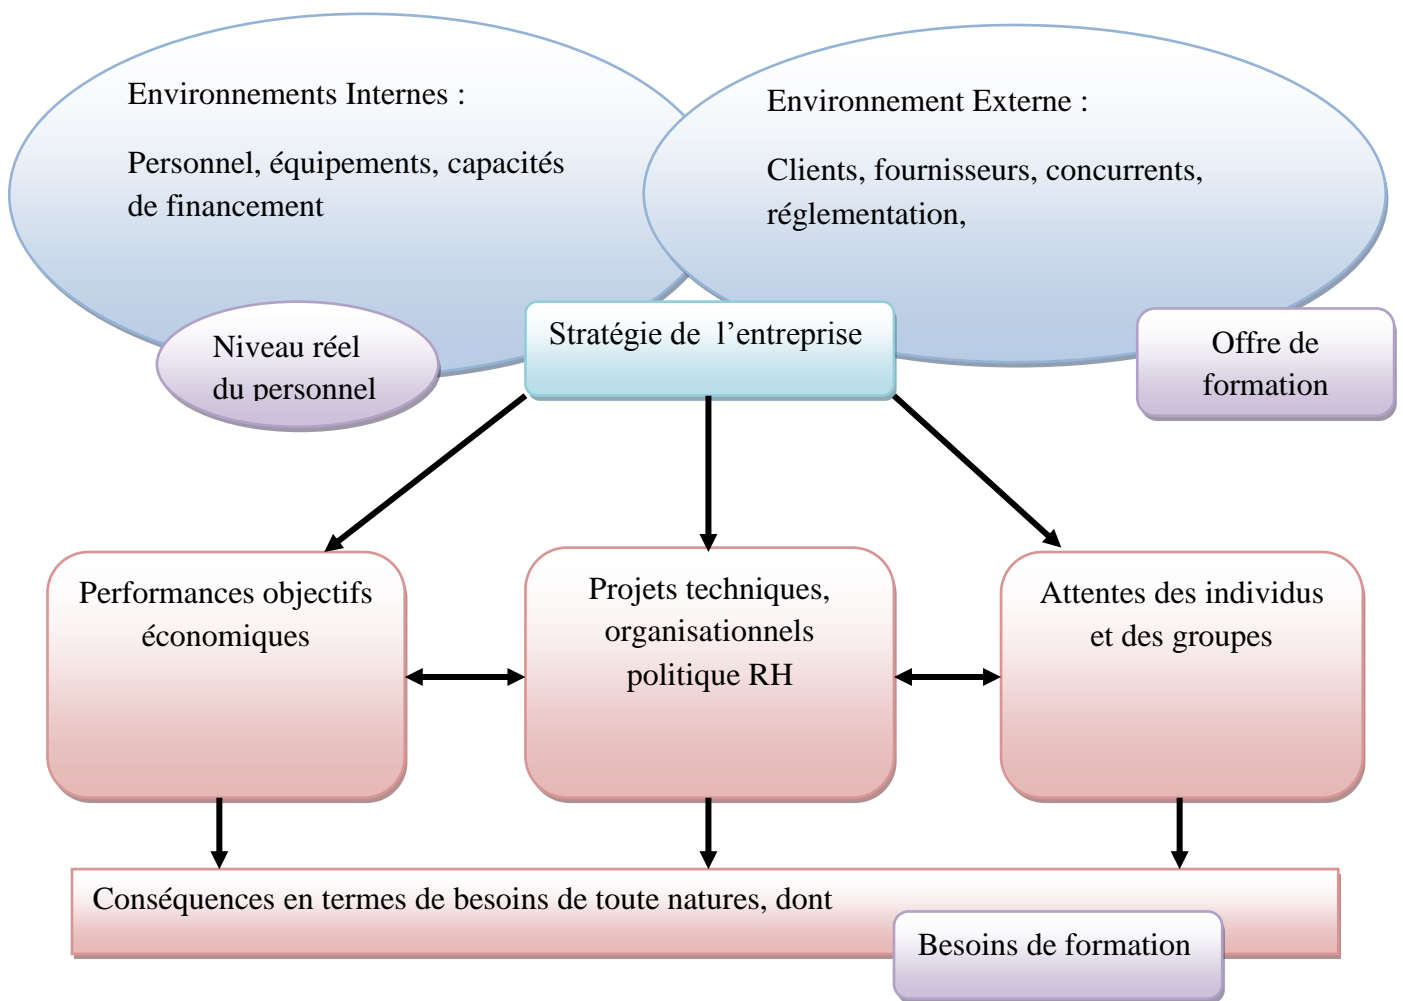 Environnements Internes :
Personnel, équipements, capacités
de financement
Environnement Externe :
Clients, fournisseurs, concurrents,
réglementation,
Niveau réel
du personnel
Stratégie de  l’entreprise
Offre de
formation
Performances objectifs
économiques
Projets techniques,
organisationnels
politique RH
Attentes des individus
et des groupes
Conséquences en termes de besoins de toute natures, dont
Besoins de formation